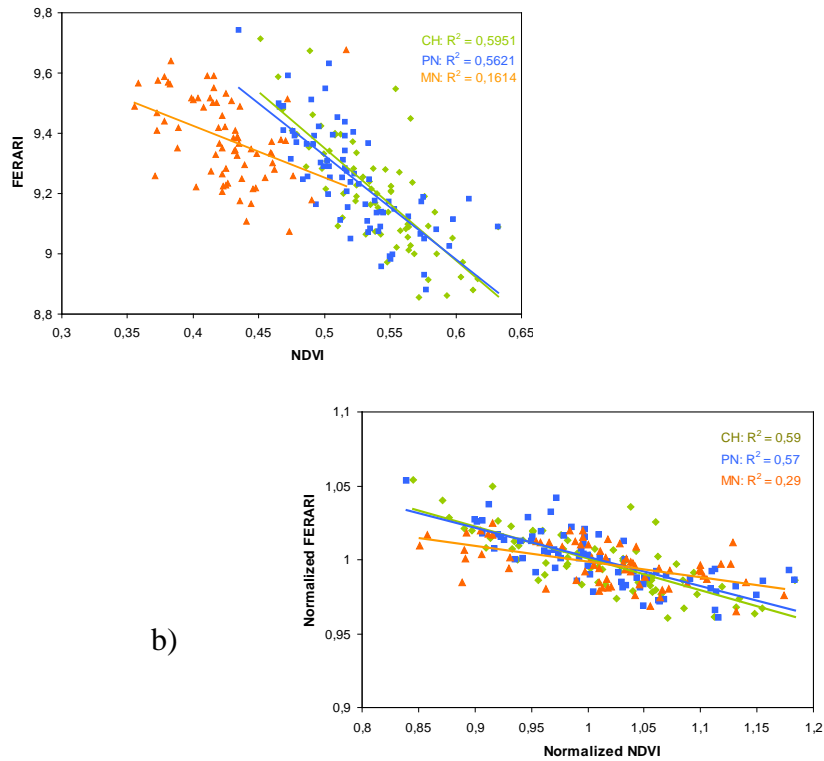 9,8
9,6
9,4
9,2
9
8,8
FERARI
CH: R² = 0,5951
PN: R² = 0,5621
MN: R² = 0,1614
0,3 0,35 0,4 0,45 0,5 0,55 0,6 0,65
NDVI
b)
1,1
1,05
1
0,95
0,9
Normalized FERARI
CH: R² = 0,59
PN: R² = 0,57
MN: R² = 0,29
0,8 0,85 0,9 0,95 1 1,05 1,1 1,15 1,2
Normalized NDVI